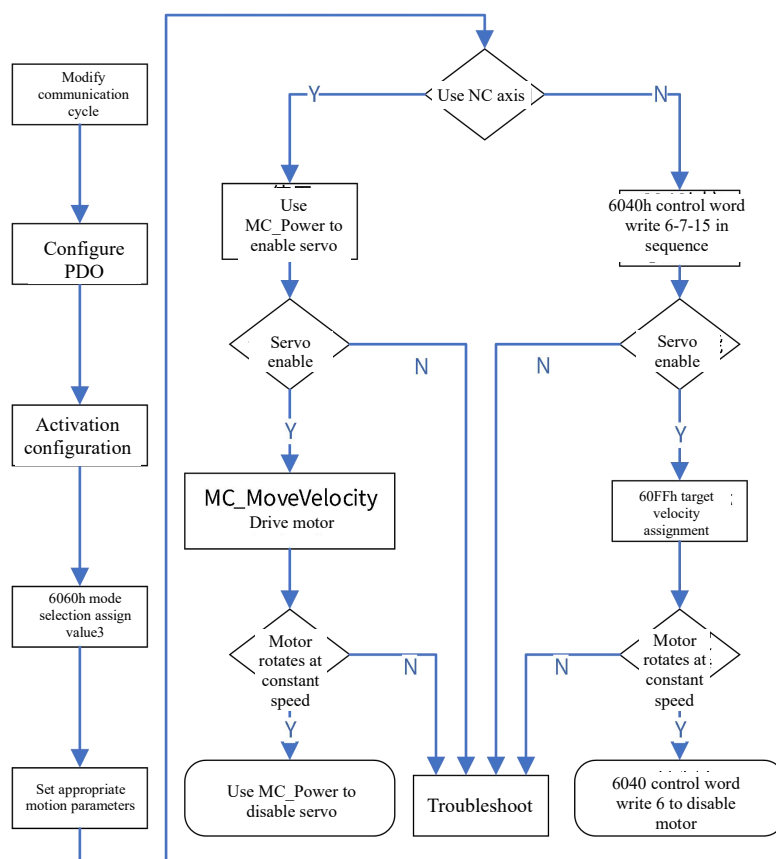 Modify
communication
cycle
Configure
PDO
Activation
configuration
6060h mode
selection assign
value3
Set appropriate
motion parameters
Use NC axis
Y
N
Use
MC_Power to
enable servo
6040h control word
write 6-7-15 in
sequence
Servo
enable
N
Y
Servo
enable
N
Y
MC_MoveVelocity
Drive motor
60FFh target
velocity
assignment
Motor
rotates at
constant
speed
N
Y
Motor
rotates at
constant
speed
N
Y
Use MC_Power to
disable servo
Troubleshoot
6040 control word
write 6 to disable
motor